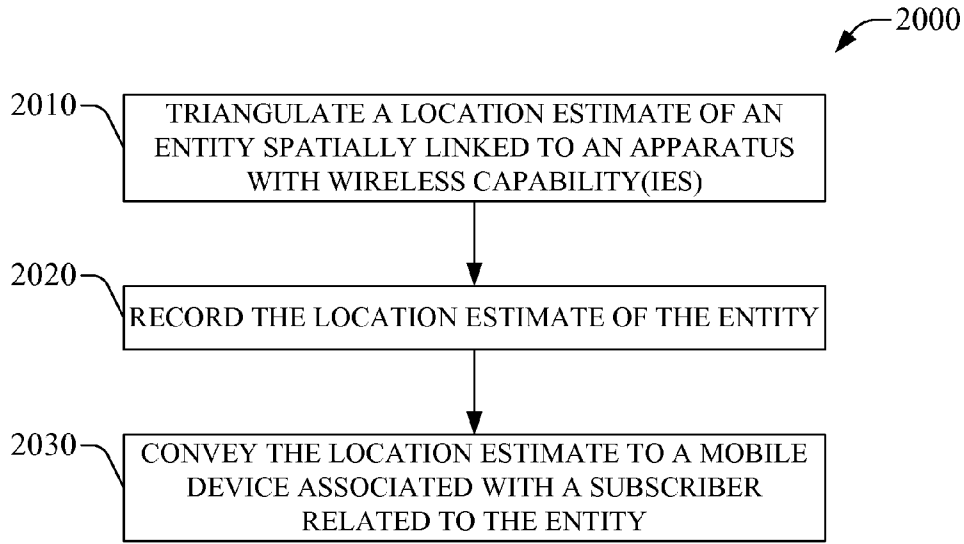 2000
2010
TRIANGULATE A LOCATION ESTIMATE OF AN
ENTITY SPATIALLY LINKED TO AN APPARATUS
WITH WIRELESS CAPABILITY(IES)
2020
RECORD THE LOCATION ESTIMATE OF THE ENTITY
2030
CONVEY THE LOCATION ESTIMATE TO A MOBILE
DEVICE ASSOCIATED WITH A SUBSCRIBER
RELATED TO THE ENTITY